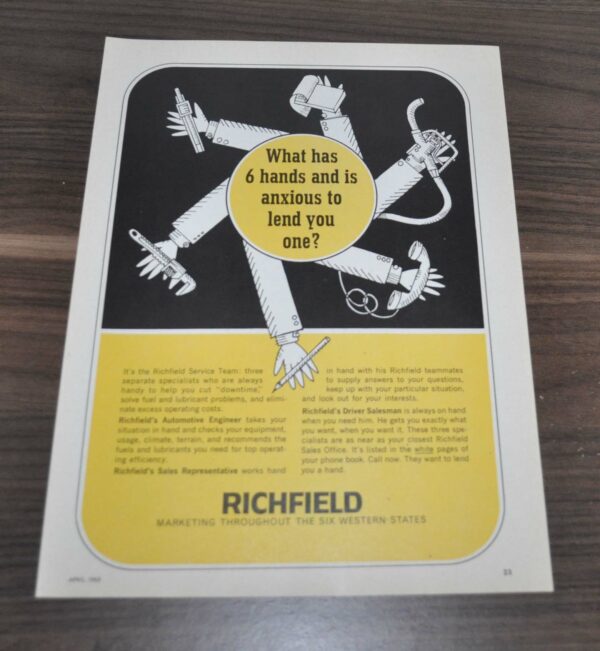 What has
6 hands and is
anxious to
lend you
one?
It's the Richfield Service Team: three
separate specialists who are always
handy to help you cut "downtime,"
solve fuel and lubricant problems, and elimi-
nate excess operating costs.
Richfield's Automotive Engineer takes your
situation in hand and checks your equipment,
usage, climate, terrain, and recommends the
fuels and lubricants you need for top operat-
ing efficiency.
Richfield's Sales Representative works hand
in hand with his Richfield teammates
to supply answers to your questions,
keep up with your particular situation,
and look out for your interests.
Richfield's Driver Salesman is always on hand
when you need him. He gets you exactly what
you want, when you want it. These three spe-
cialists are as near as your closest Richfield
Sales Office. It's listed in the white pages of
your phone book. Call now. They want to lend
you a hand.
RICHFIELD
MARKETING THROUGHOUT THE SIX WESTERN STATES
APRIL,
23